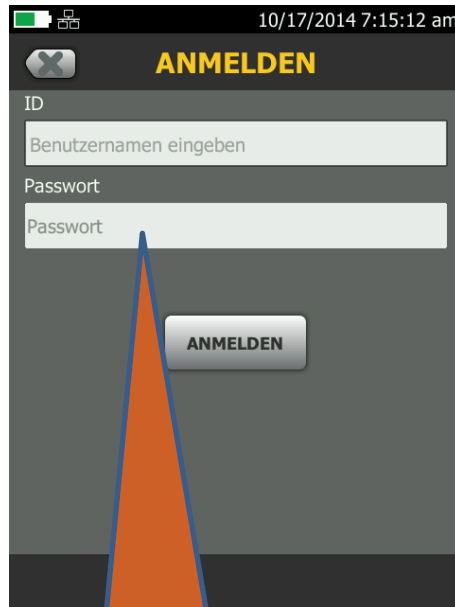 10/17/2014 7:15:12 am
ANMELDEN
ID
Benutzernamen eingeben
Passwort
Passwort
ANMELDEN